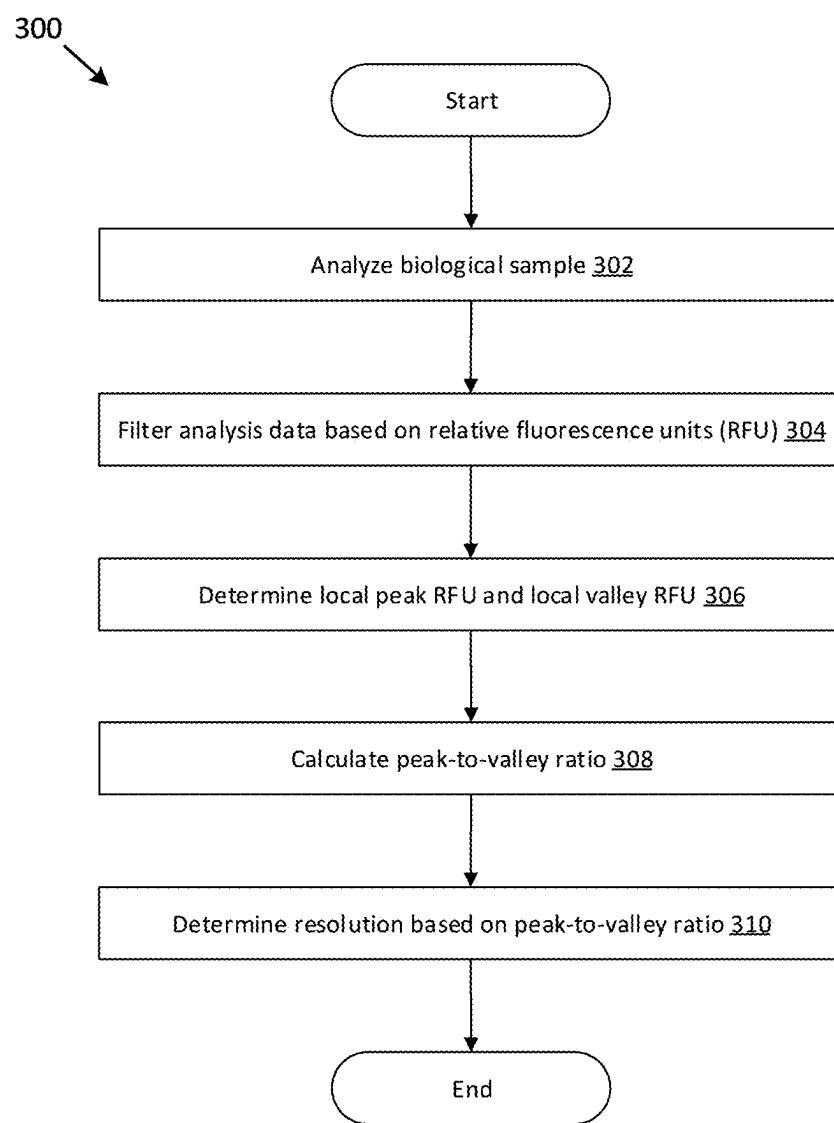 300
Start
Analyze biological sample 302
Filter analysis data based on relative fluorescence units (RFU) 304
Determine local peak RFU and local valley RFU 306
Calculate peak-to-valley ratio 308
Determine resolution based on peak-to-valley ratio 310
End